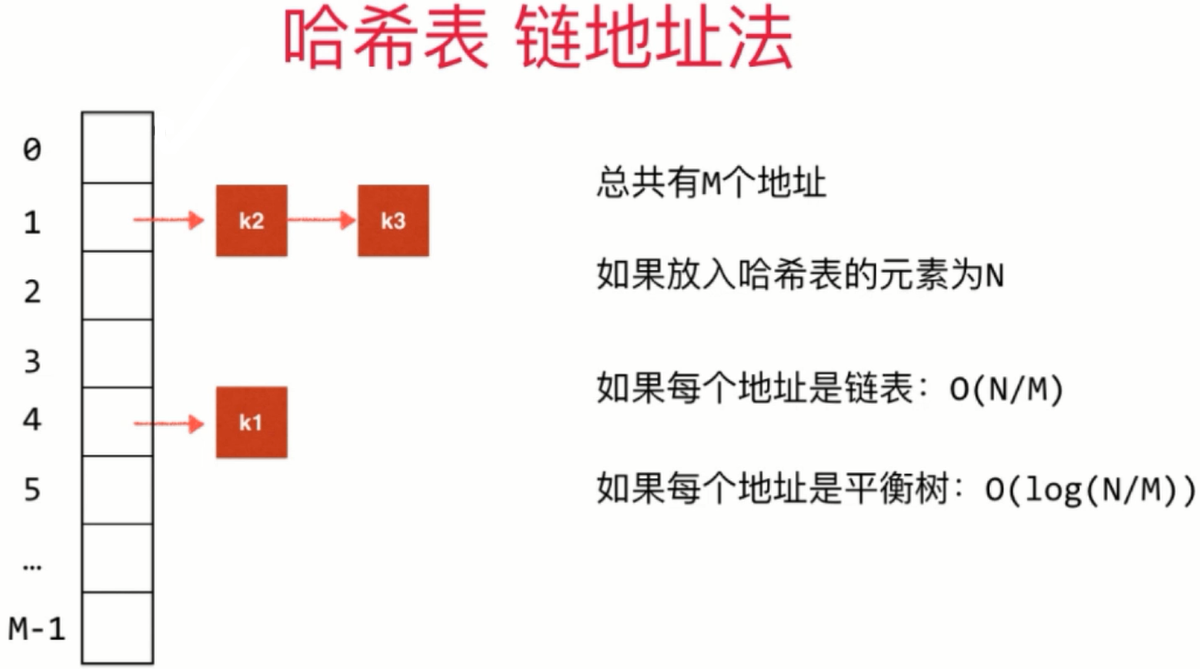 哈希表 链地址法
0
总共有M个地址
1
k2
k3
如果放入哈希表的元素为N
2
3
如果每个地址是链表：O(N/M)
4
k1
5
如果每个地址是平衡树：O(log(N/M))
…
M-1